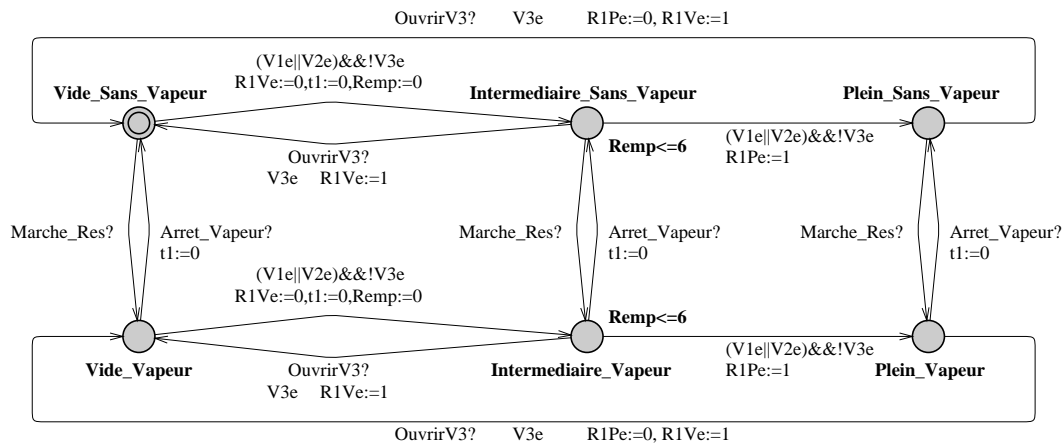 OuvrirV3? V3e R1Pe:=0, R1Ve:=1
(V1e||V2e)&&!V3e
R1Ve:=0,t1:=0,Remp:=0
Vide_Sans_Vapeur
Intermediaire_Sans_Vapeur
Plein_Sans_Vapeur
OuvrirV3?
V3e R1Ve:=1
Remp<=6
(V1e||V2e)&&!V3e
R1Pe:=1
Marche_Res?
Arret_Vapeur?
t1:=0
Marche_Res?
Arret_Vapeur?
t1:=0
Marche_Res?
Arret_Vapeur?
t1:=0
(V1e||V2e)&&!V3e
R1Ve:=0,t1:=0,Remp:=0
Remp<=6
Vide_Vapeur
OuvrirV3?
V3e R1Ve:=1
Intermediaire_Vapeur
(V1e||V2e)&&!V3e
R1Pe:=1
Plein_Vapeur
OuvrirV3? V3e R1Pe:=0, R1Ve:=1